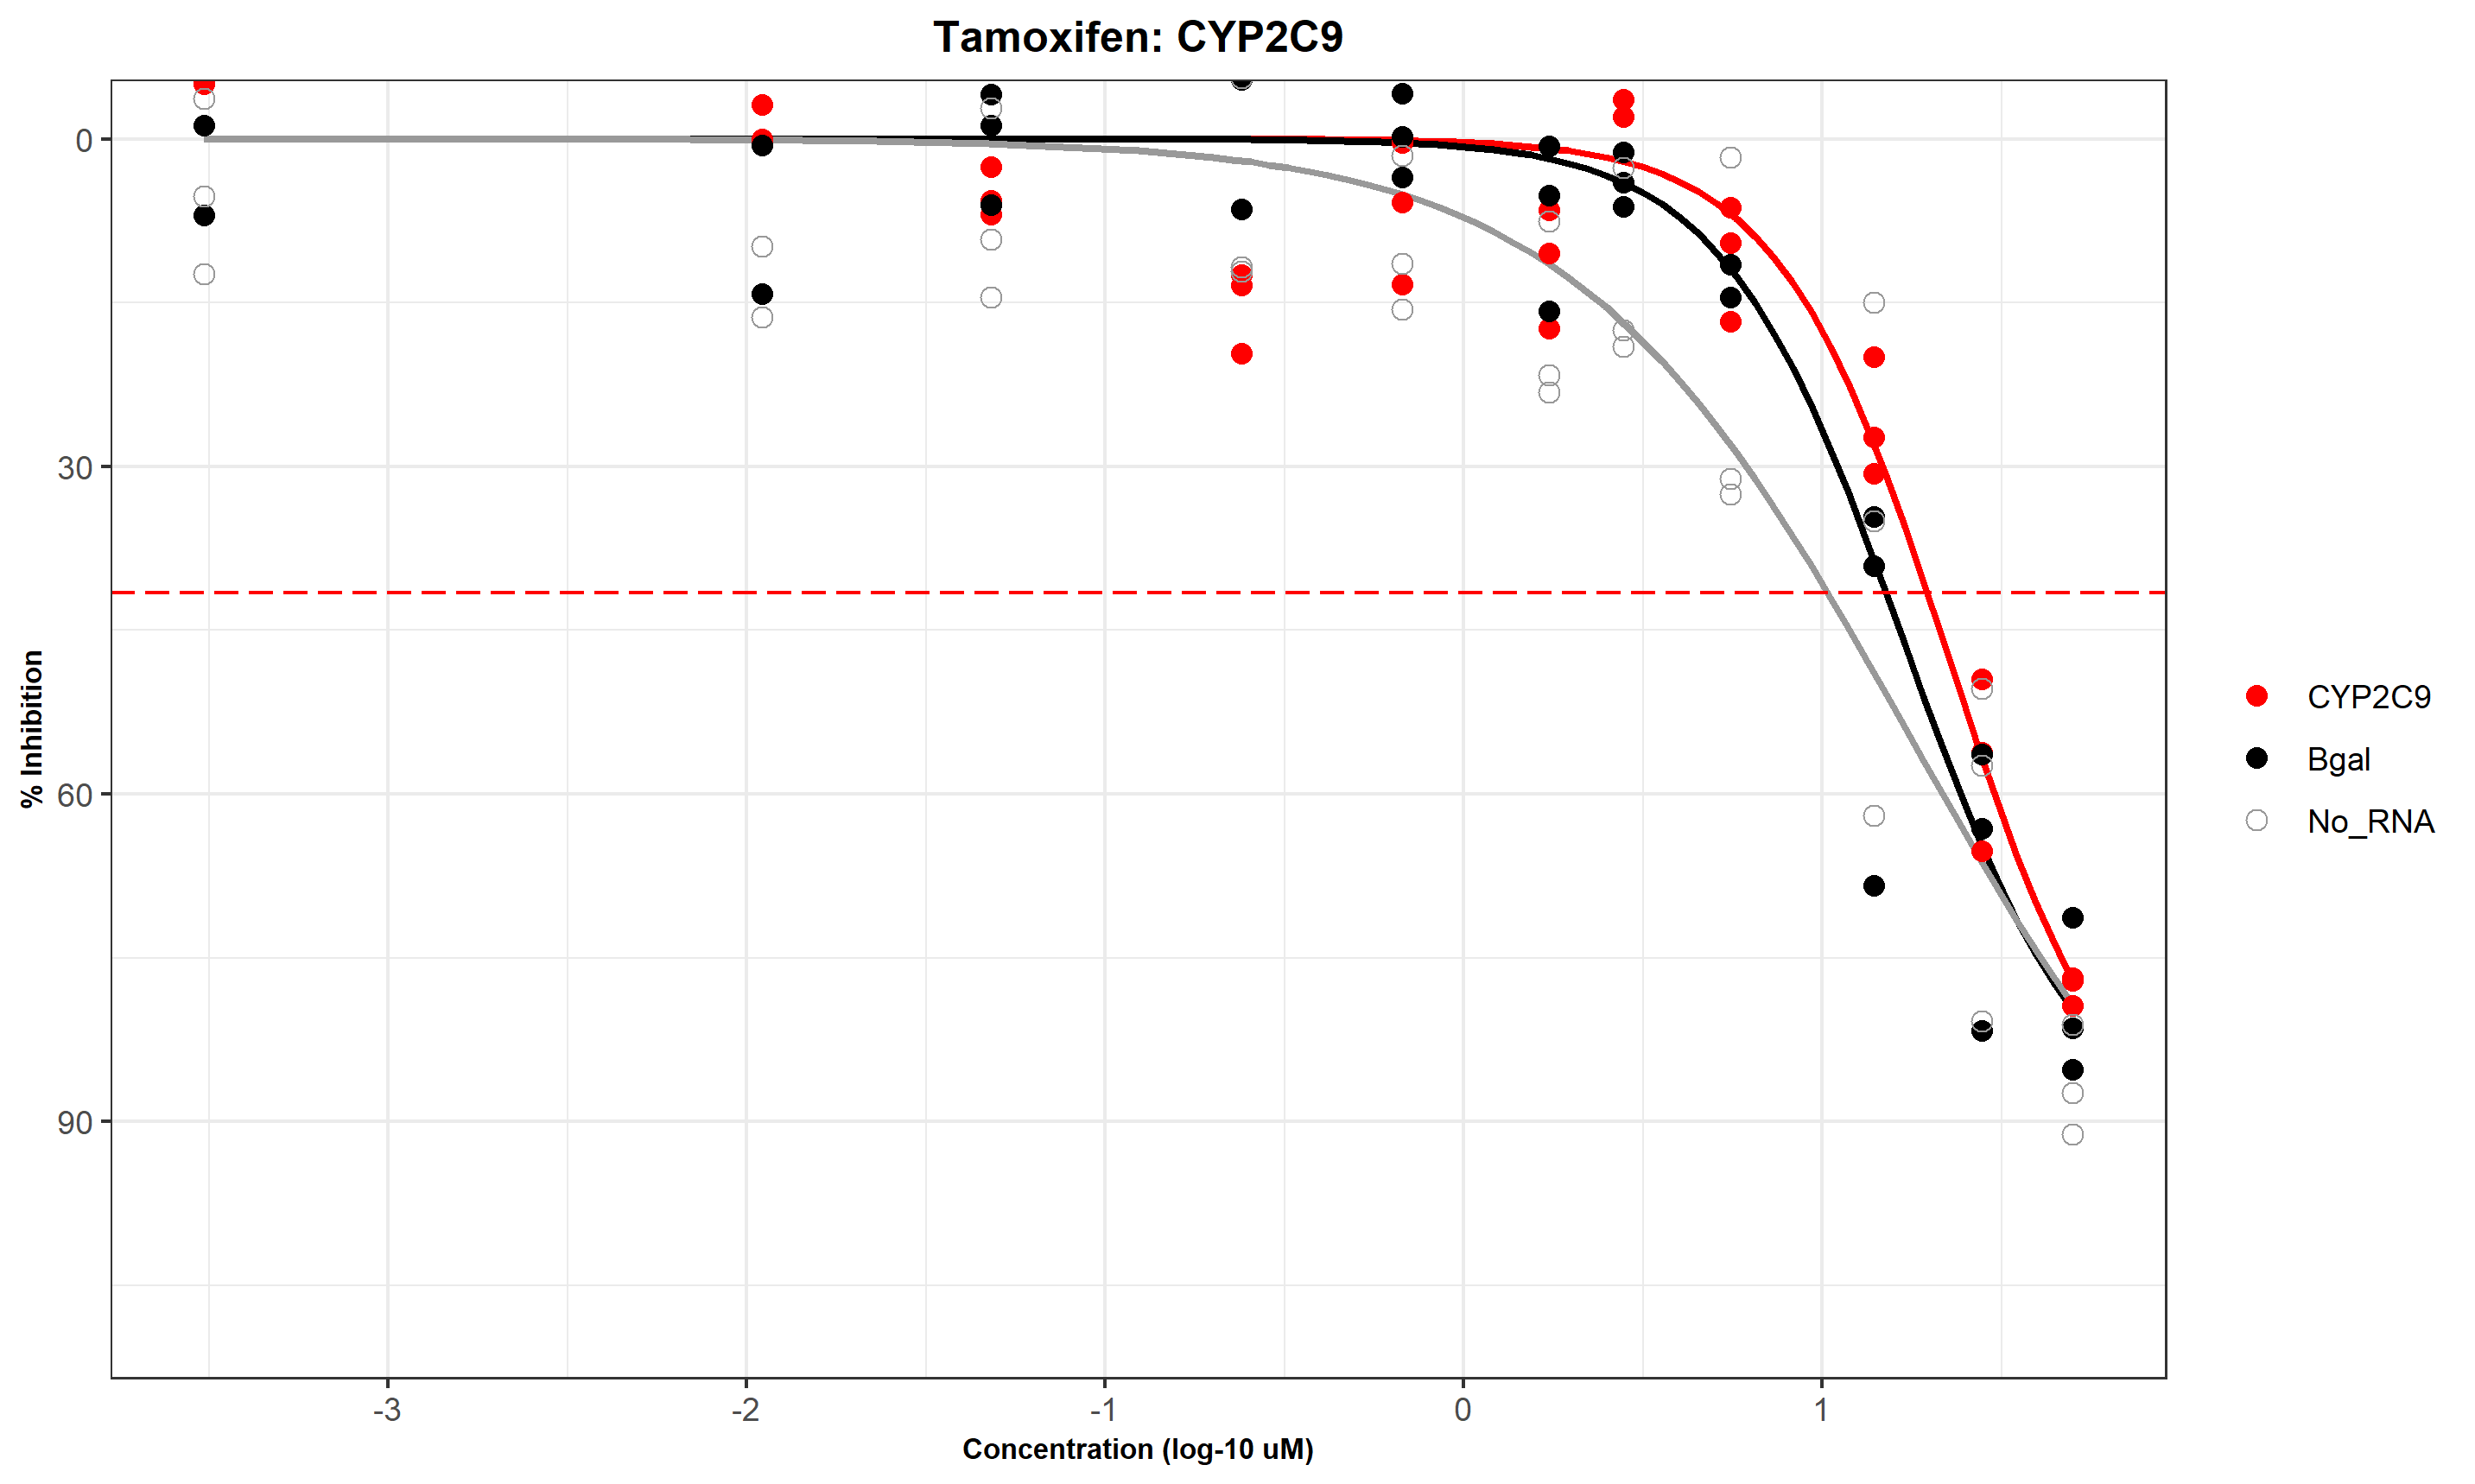 Tamoxifen: CYP2C9
% Inhibition
0
30
60
90
-3
-2
-1
0
1
Concentration (log-10 uM)
CYP2C9
Bgal
No_RNA